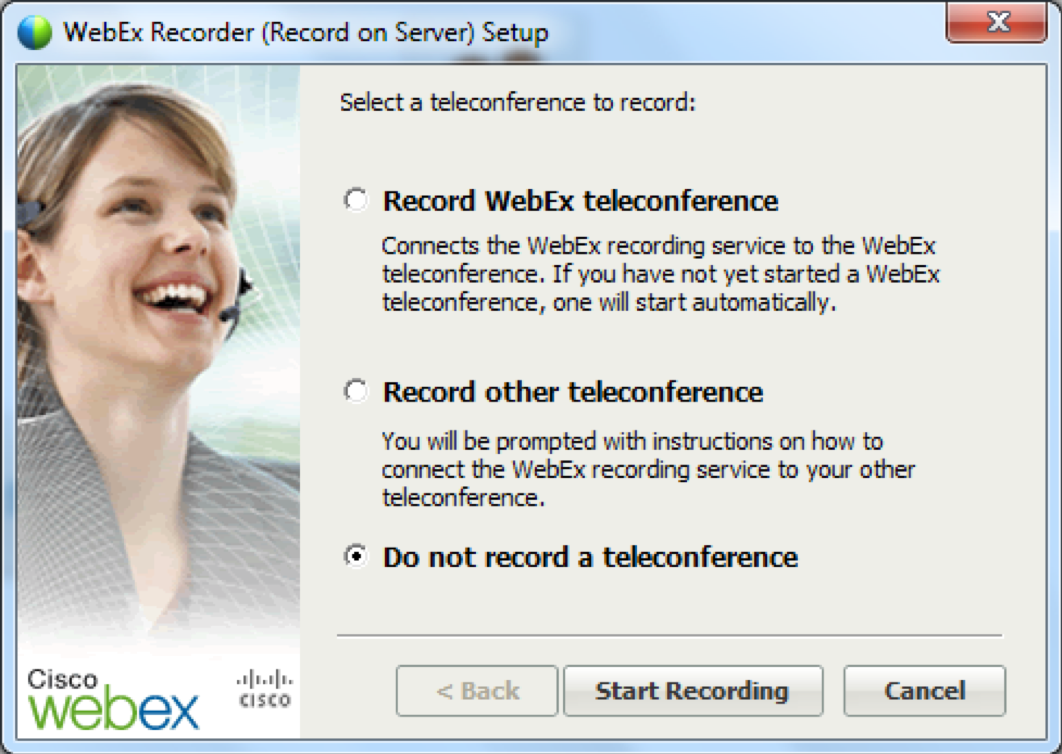 WebEx Recorder (Record on Server) Setup
Select a teleconference to record:
Record WebEx teleconference
Connects the WebEx recording service to the WebEx
teleconference. If you have not yet started a WebEx
teleconference, one will start automatically.
Record other teleconference
You will be prompted with instructions on how to
connect the WebEx recording service to your other
teleconference.
Do not record a teleconference
Cisco
webex
cisco
< Back
Start Recording
Cancel